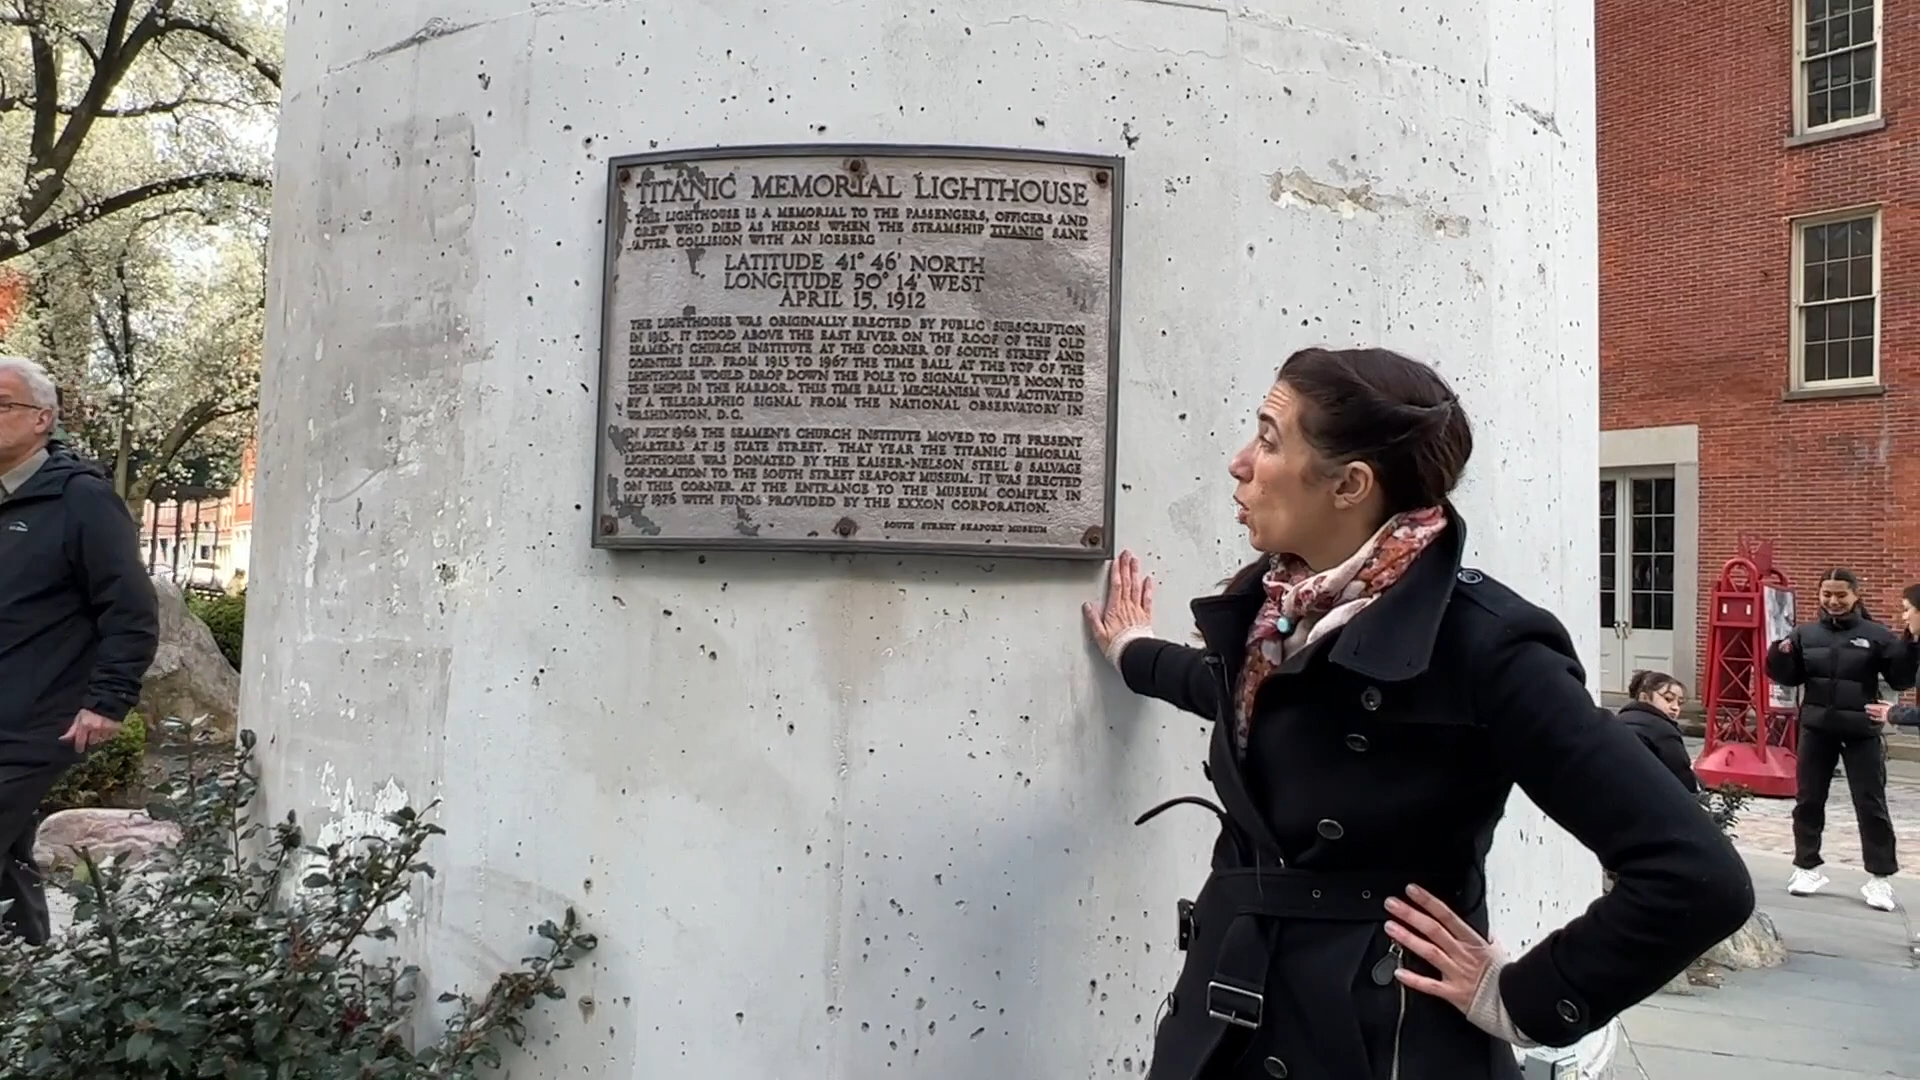 TITANIC MEMORIAL LIGHTHOUSE
THIS LIGHTHOUSE IS A MEMORIAL TO THE PASSENGERS, OFFICERS AND
CREW WHO DIED AS HEROES WHEN THE STEAMSHIP TITANIC SANK
AFTER COLLISION WITH AN ICEBERG
LATITUDE 41° 46' NORTH
LONGITUDE 50° 14' WEST
APRIL 15, 1912
THE LIGHTHOUSE WAS ORIGINALLY ERECTED BY PUBLIC SUBSCRIPTION
IN 1913. IT STOOD ABOVE THE EAST RIVER ON THE ROOF OF THE OLD
SEAMEN'S CHURCH INSTITUTE AT THE CORNER OF SOUTH STREET AND
COENTIES SLIP. FROM 1913 TO 1967 THE TIME BALL AT THE TOP OF THE
LIGHTHOUSE WOULD DROP DOWN THE POLE TO SIGNAL TWELVE NOON TO
THE SHIPS IN THE HARBOR. THIS TIME BALL MECHANISM WAS ACTIVATED
BY A TELEGRAPHIC SIGNAL FROM THE NATIONAL OBSERVATORY IN
WASHINGTON, D.C.
IN JULY 1968 THE SEAMEN'S CHURCH INSTITUTE MOVED TO ITS PRESENT
QUARTERS AT 15 STATE STREET. THAT YEAR THE TITANIC MEMORIAL
LIGHTHOUSE WAS DONATED BY THE KAISER-NELSON STEEL & SALVAGE
CORPORATION TO THE SOUTH STREET SEAPORT MUSEUM. IT WAS ERECTED
ON THIS CORNER AT THE ENTRANCE TO THE MUSEUM COMPLEX IN
MAY 1976 WITH FUNDS PROVIDED BY THE EXXON CORPORATION.
SOUTH STREET SEAPORT MUSEUM